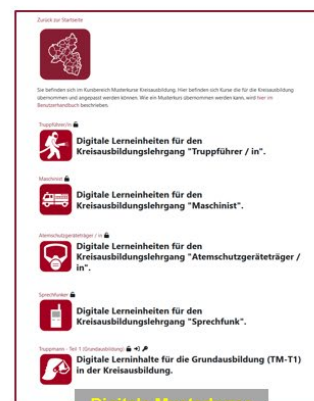 Zurück zur Startseite
Sie befinden sich im Kursbereich Musterkurse Kreisausbildung. Hier befinden sich Kurse die für die Kreisausbildung
übernommen und angepasst werden können. Wie ein Musterkurs übernommen werden kann, wird hier im
Benutzerhandbuch beschrieben.
Truppführer/in
Digitale Lerneinheiten für den
Kreisausbildungslehrgang "Truppführer / in".
Maschinist
Digitale Lerneinheiten für den
Kreisausbildungslehrgang "Maschinist".
Atemschutzgeräteträger / in
Digitale Lerneinheiten für den
Kreisausbildungslehrgang "Atemschutzgeräteträger /
in".
Sprechfunker
Digitale Lerneinheiten für den
Kreisausbildungslehrgang "Sprechfunk".
Truppmann - Teil 1 (Grundausbildung)
Digitale Lerninhalte für die Grundausbildung (TM-T1)
in der Kreisausbildung.